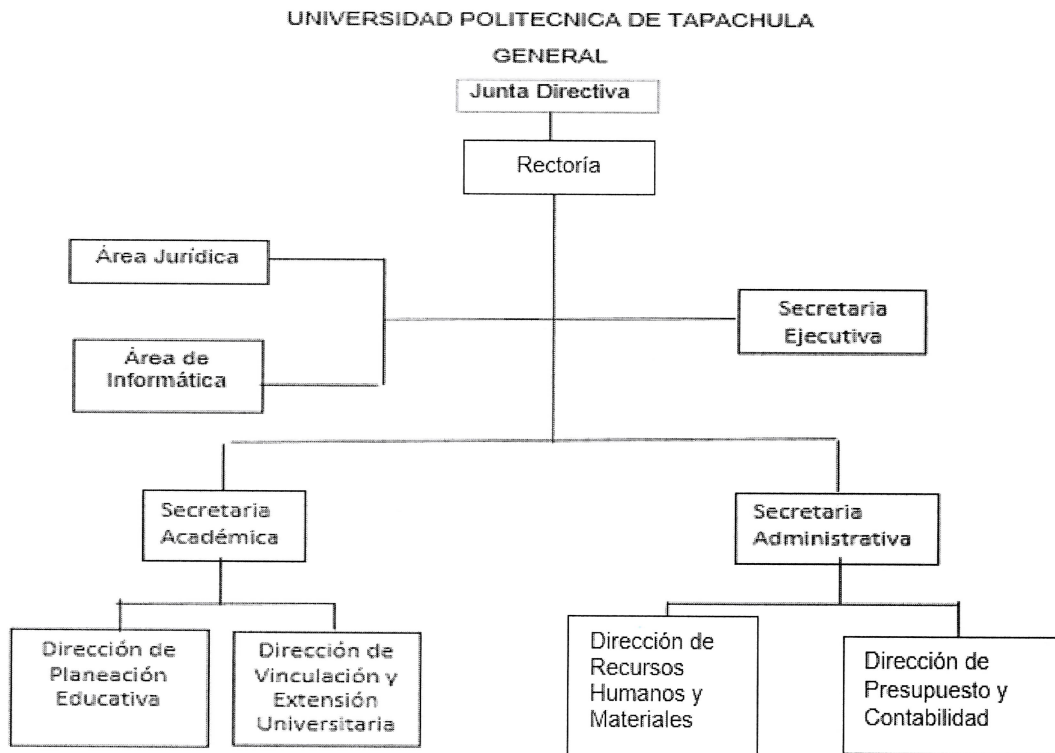 UNIVERSIDAD POLITECNICA DE TAPACHULA
GENERAL
Junta Directiva
Rectoría
Área Jurídica
Secretaria
Ejecutiva
Área de
Informática
Secretaria
Académica
Secretaria
Administrativa
Dirección de
Planeación
Educativa
Dirección de
Vinculación y
Extensión
Universitaria
Dirección de
Recursos
Humanos y
Materiales
Dirección de
Presupuesto y
Contabilidad